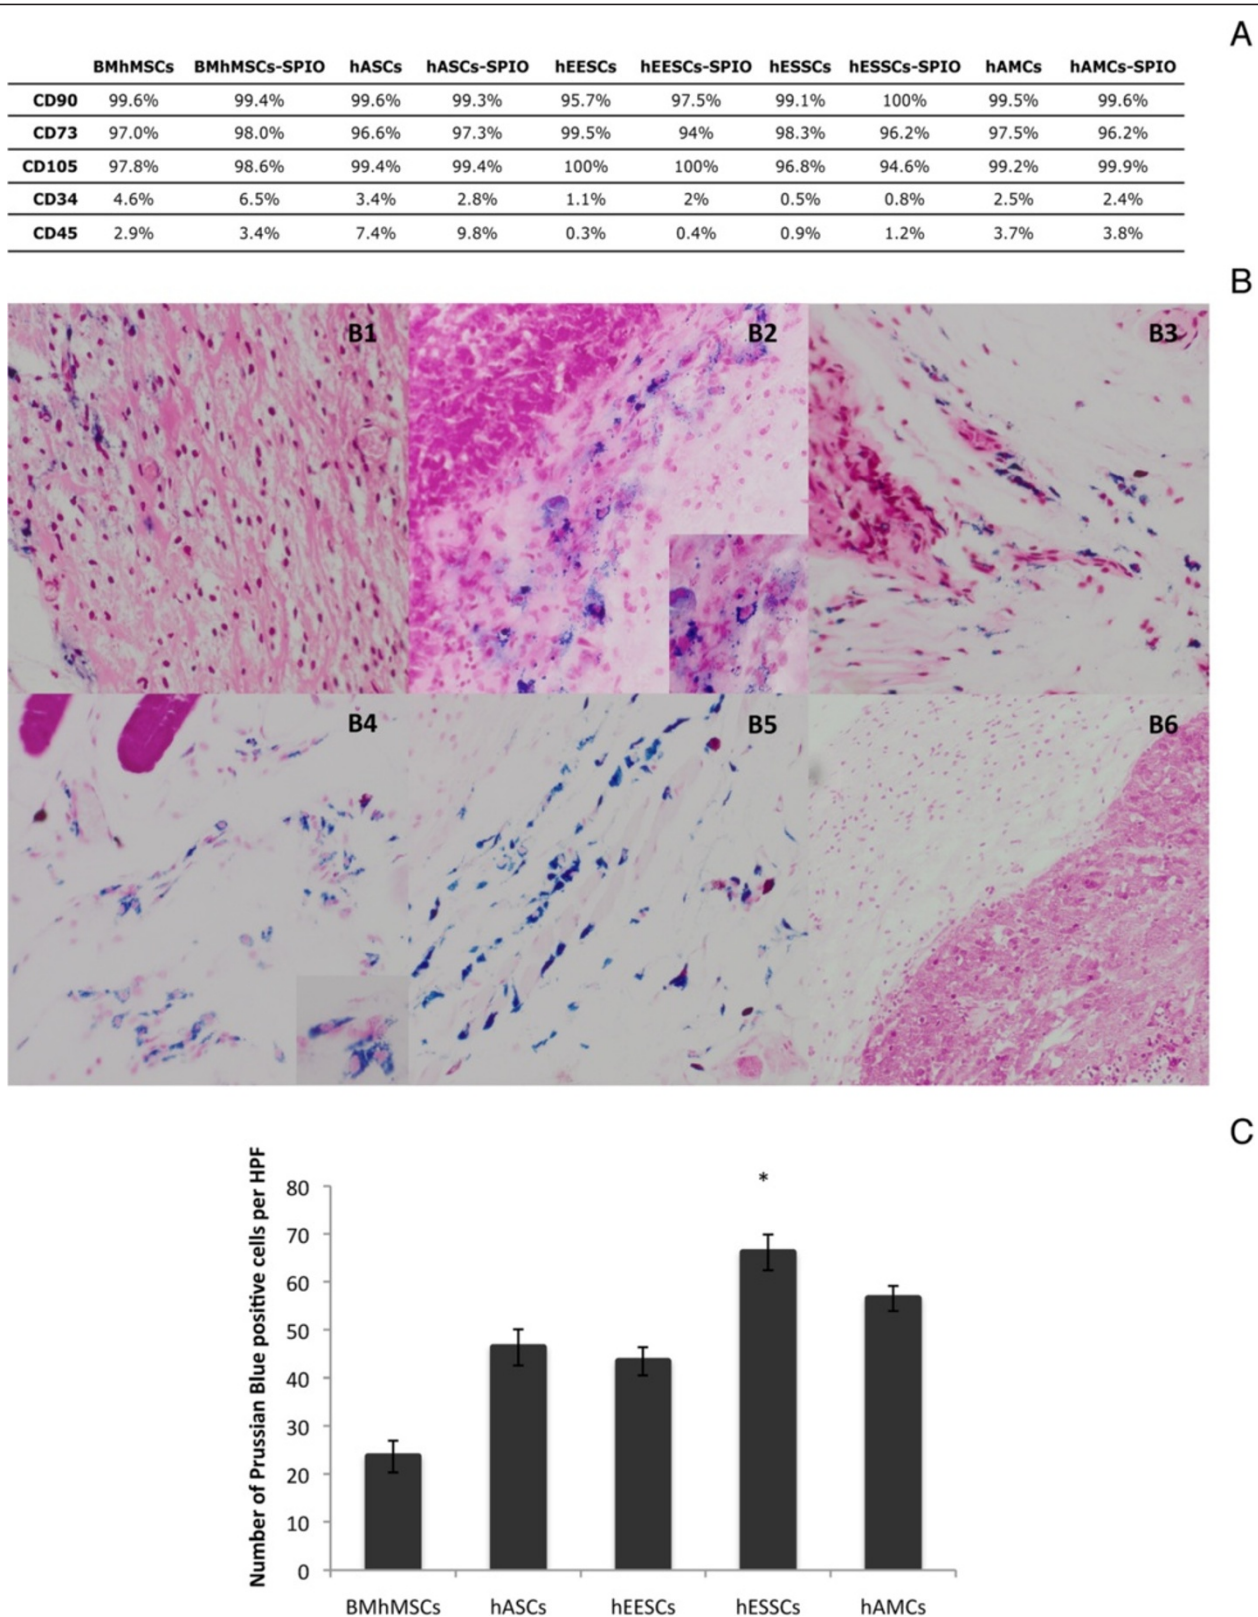 A
BMhMSCs BMhMSCs-SPIO hASCs hASCs-SPIO hEESCs hEESCs-SPIO hESSCs hESSCs-SPIO hAMCs hAMCs-SPIO
CD90 99.6% 99.4% 99.6% 99.3% 95.7% 97.5% 99.1% 100% 99.5% 99.6%
CD73 97.0% 98.0% 96.6% 97.3% 99.5% 94% 98.3% 96.2% 97.5% 96.2%
CD105 97.8% 98.6% 99.4% 99.4% 100% 100% 96.8% 94.6% 99.2% 99.9%
CD34 4.6% 6.5% 3.4% 2.8% 1.1% 2% 0.5% 0.8% 2.5% 2.4%
CD45 2.9% 3.4% 7.4% 9.8% 0.3% 0.4% 0.9% 1.2% 3.7% 3.8%
B
B1 B2 B3
B4 B5 B6
C
Number of Prussian Blue positive cells per HPF
*
80
70
60
50
40
30
20
10
0
BMhMSCs hASCs hEESCs hESSCs hAMCs